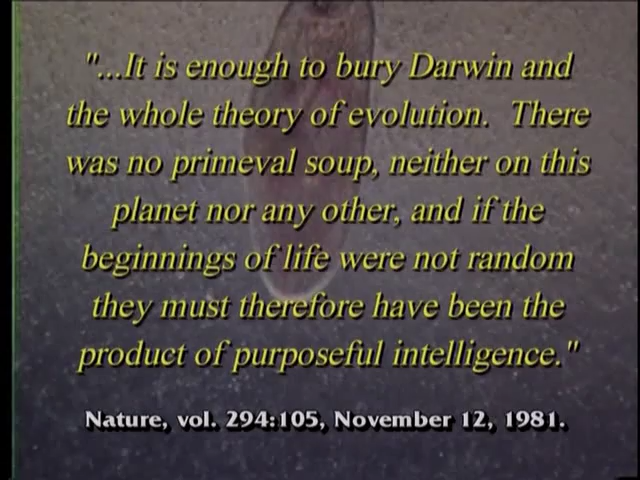 "...It is enough to bury Darwin and
the whole theory of evolution.  There
was no primeval soup, neither on this
planet nor any other, and if the
beginnings of life were not random
they must therefore have been the
product of purposeful intelligence."
Nature, vol. 294:105, November 12, 1981.